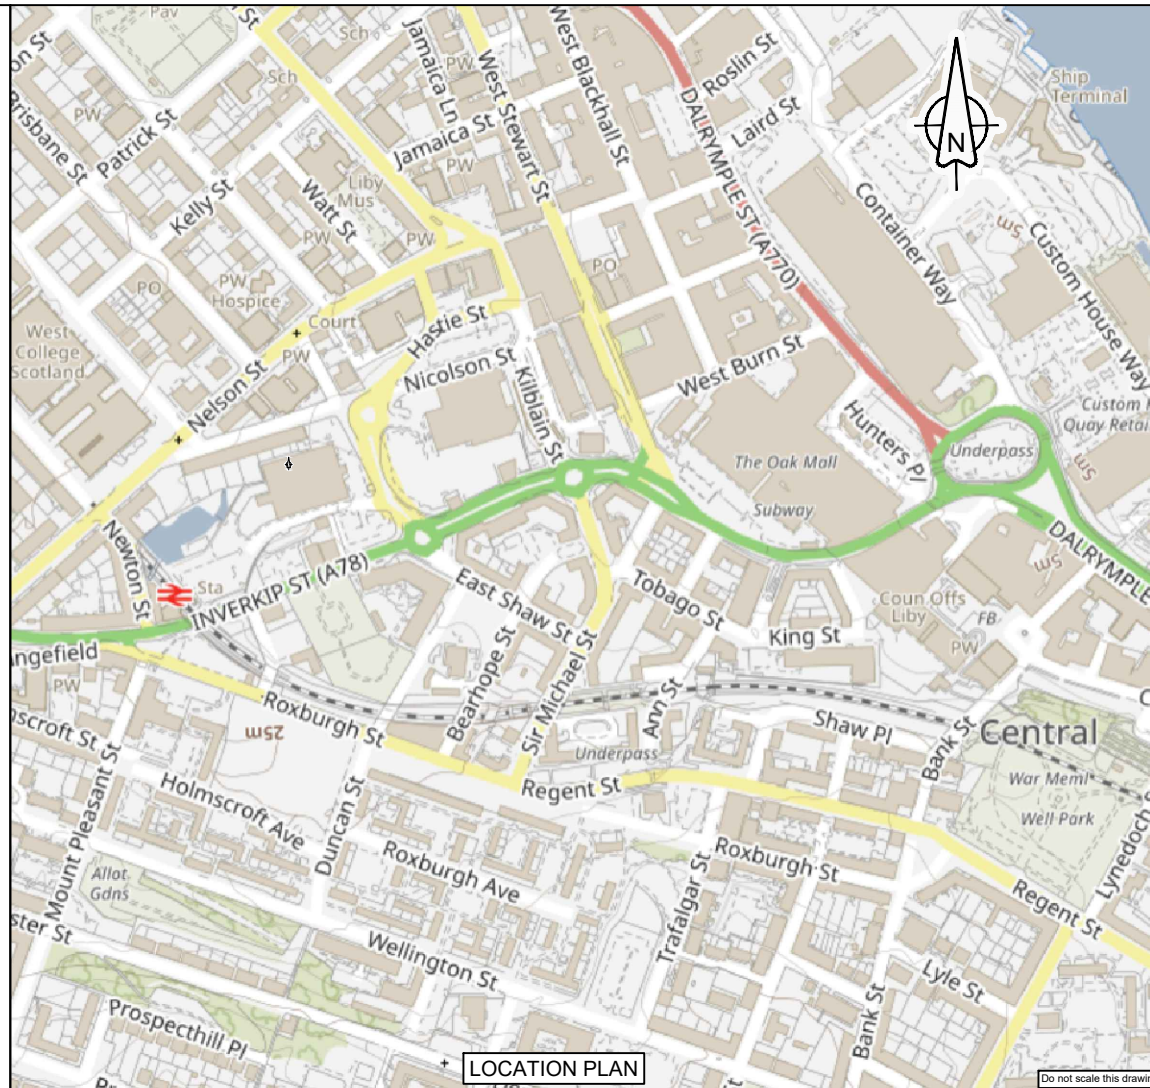 Pav
St
on St
Brisbane St
PW
Patrick St
Sch
Sch
Jamaica Ln
PW
West Stewart St
West Blackhall St
Roslin St
DALRYMPLE ST (A770)
Laird St
Ship
Terminal
N
Jamaica St
PW
Kelly St
Liby
Mus
Watt St
PW
PW
Container Way
5m
Custom House Way
PO
PW
Hospice
Court
PW
PO
West
College
Scotland
Nelson St
Hastie St
Nicolson St
Kilblain St
West Burn St
Hunters Pl
Custom H
Quay Retai
Underpass
5m
The Oak Mall
Subway
DALRYMPLE
5m
Newton St
Sta
INVERKIP ST (A78)
East Shaw St
Tobago St
King St
Coun Offs
Liby
FB
PW
ngefield
PW
Bearhope St
Sir Michael St
Ann St
Shaw Pl
Bank St
Central
C
Roxburgh St
25m
Underpass
Regent St
War Meml
Well Park
nscroft St
Holmscroft Ave
Mount Pleasant St
Duncan St
Roxburgh Ave
Trafalgar St
Roxburgh St
Regent St
Lynedoch S
Allot
Gdns
ster St
Wellington St
Lyle St
Bank St
Prospecthill Pl
LOCATION PLAN
Do not scale this drawin